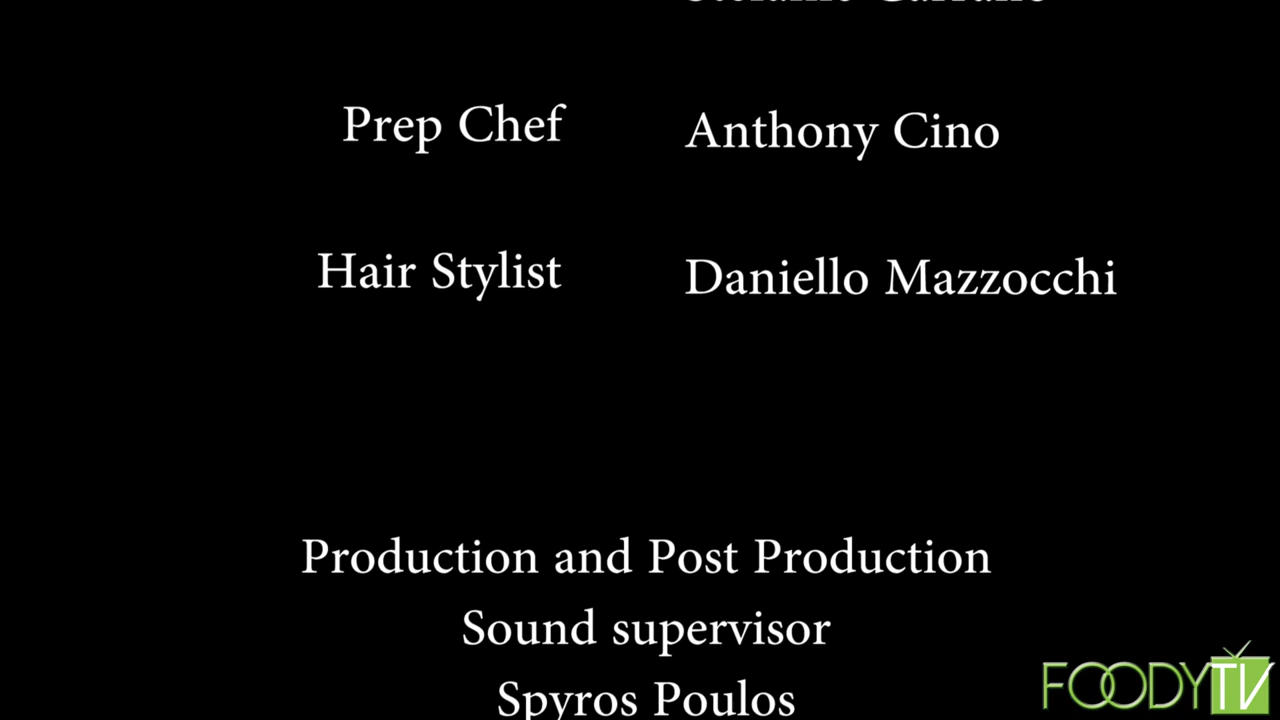 Prep Chef Anthony Cino
Hair Stylist Daniello Mazzocchi
Production and Post Production
Sound supervisor
Spyros Poulos
FOODYTV